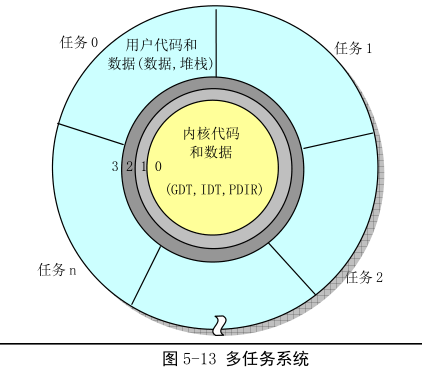 任务 0
用户代码和
数据(数据,堆栈)
任务 1
内核代码
和数据
3 2 1 0
(GDT,IDT,PDIR)
任务 n
任务 2
图 5-13 多任务系统